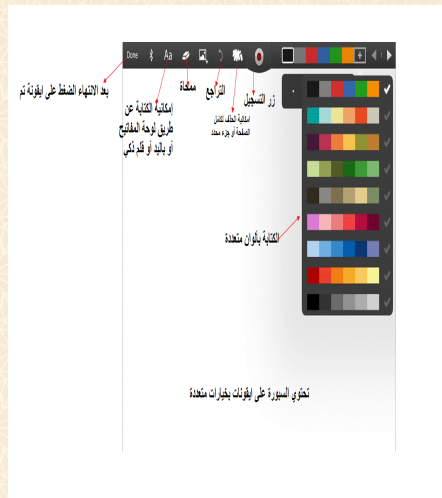 Done Aa
بعد الانتهاء الضغط على ايقونة تم
إمكانية الكتابة عن
طريق لوحة المفاتيح
أو باليد أو قلم ذكي
ممحاة
التراجع
امكانية الحذف لكامل
الصفحة أو جزء محدد
زر التسجيل
الكتابة بألوان متعددة
تحتوي السبورة على ايقونات بخيارات متعددة